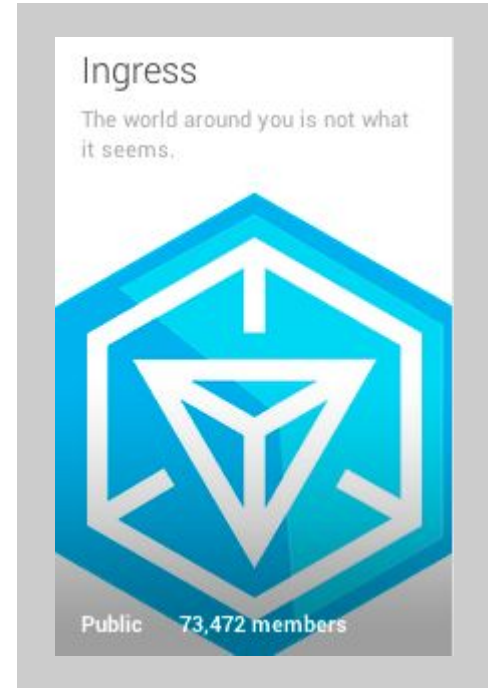 Ingress
The world around you is not what
it seems.
Public 73,472 members